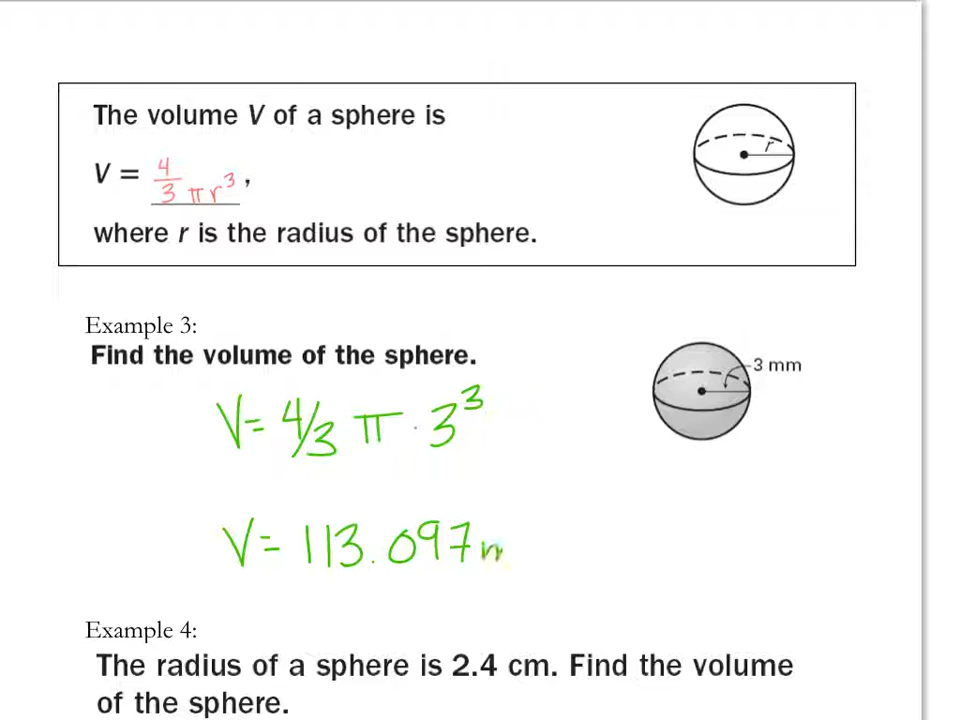 The volume V of a sphere is
V = 4/3 πr³,
r
where r is the radius of the sphere.
Example 3:
Find the volume of the sphere.
3 mm
V= 4/3 π · 3³
V= 113.097
Example 4:
The radius of a sphere is 2.4 cm. Find the volume
of the sphere.